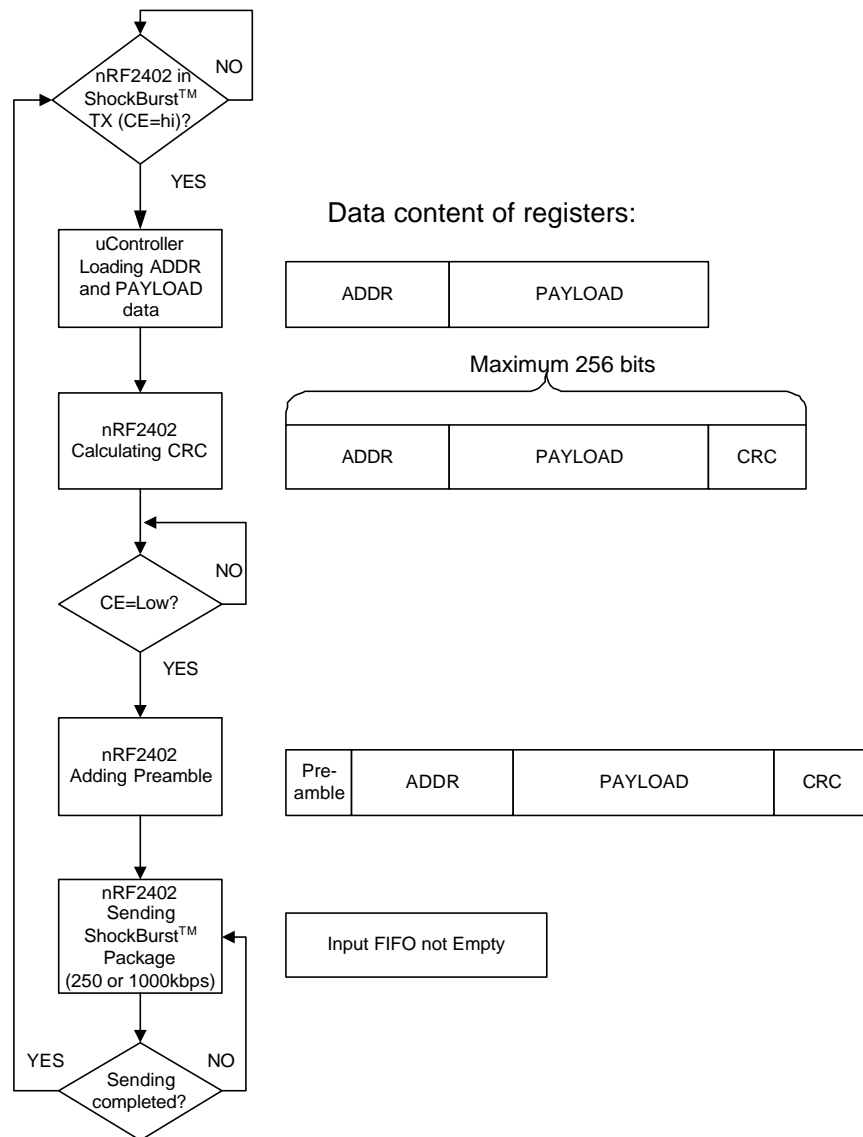 nRF2402 in
ShockBurst™
TX (CE=hi)?
NO
YES
Data content of registers:
uController
Loading ADDR
and PAYLOAD
data
ADDR
PAYLOAD
Maximum 256 bits
nRF2402
Calculating CRC
ADDR
PAYLOAD
CRC
NO
CE=Low?
YES
nRF2402
Adding Preamble
Pre-
amble
ADDR
PAYLOAD
CRC
nRF2402
Sending
ShockBurst™
Package
(250 or 1000kbps)
Input FIFO not Empty
YES
NO
Sending
completed?